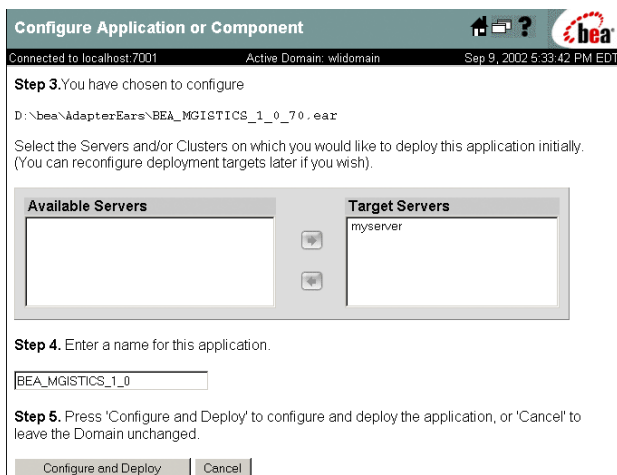 Configure Application or Component
? bea
Connected to localhost:7001 Active Domain: wlidomain Sep 9, 2002 5:33:42 PM EDT
Step 3.You have chosen to configure
D:\bea\AdapterEars\BEA_MGISTICS_1_0_70.ear
Select the Servers and/or Clusters on which you would like to deploy this application initially.
(You can reconfigure deployment targets later if you wish).
Available Servers
Target Servers
myserver
Step 4. Enter a name for this application.
BEA_MGISTICS_1_0
Step 5. Press 'Configure and Deploy' to configure and deploy the application, or 'Cancel' to
leave the Domain unchanged.
Configure and Deploy Cancel